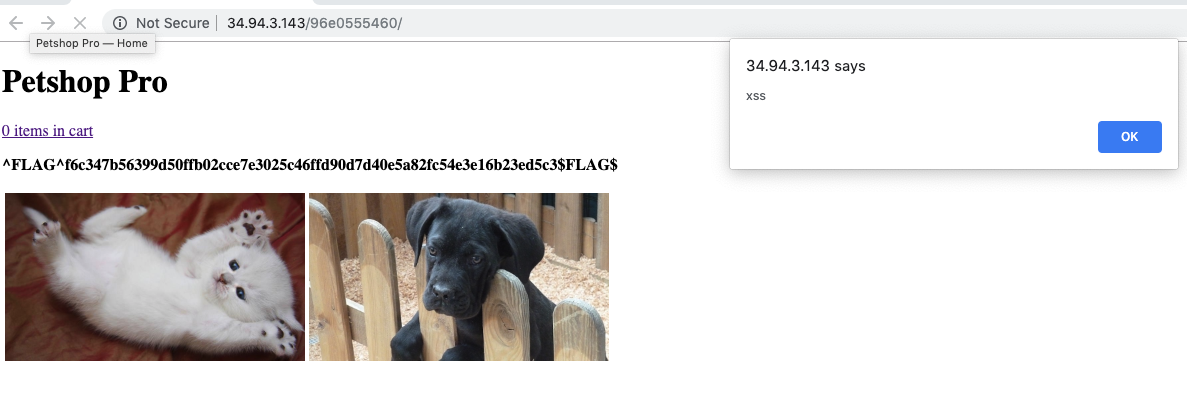 Not Secure | 34.94.3.143/96e0555460/
Petshop Pro — Home
34.94.3.143 says
xss
OK
Petshop Pro
0 items in cart
^FLAG^f6c347b56399d50ffb02cce7e3025c46ffd90d7d40e5a82fc54e3e16b23ed5c3$FLAG$